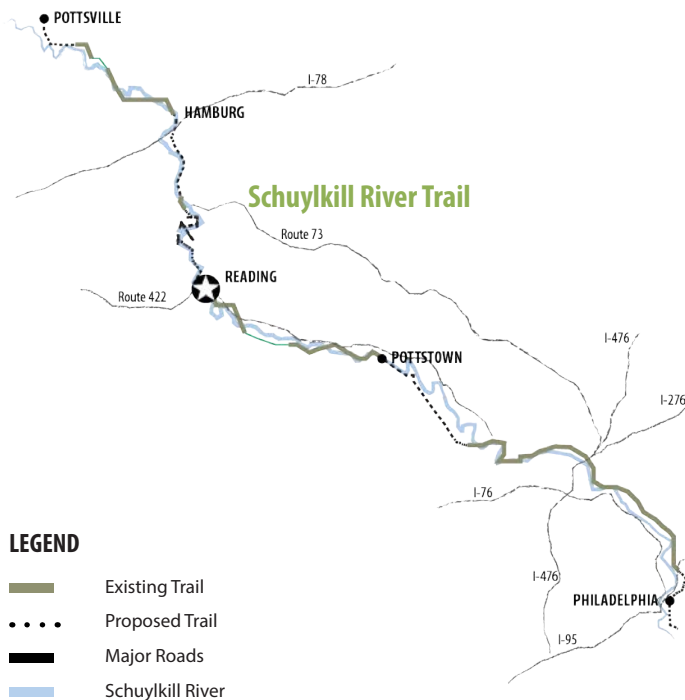 POTTSVILLE
I-78
HAMBURG
Schuylkill River Trail
Route 73
READING
Route 422
I-476
POTTSTOWN
I-276
I-76
LEGEND
Existing Trail
I-476
PHILADELPHIA
Proposed Trail
I-95
Major Roads
Schuylkill River